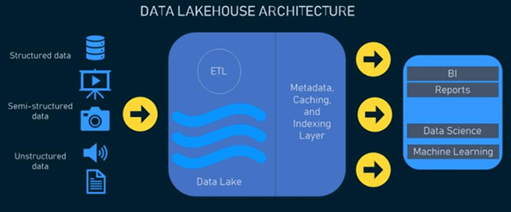 DATA LAKEHOUSE ARCHITECTURE
Structured data
Semi-structured
data
Unstructured
data
ETL
Data Lake
Metadata,
Caching,
and
Indexing
Layer
BI
Reports
Data Science
Machine Learning